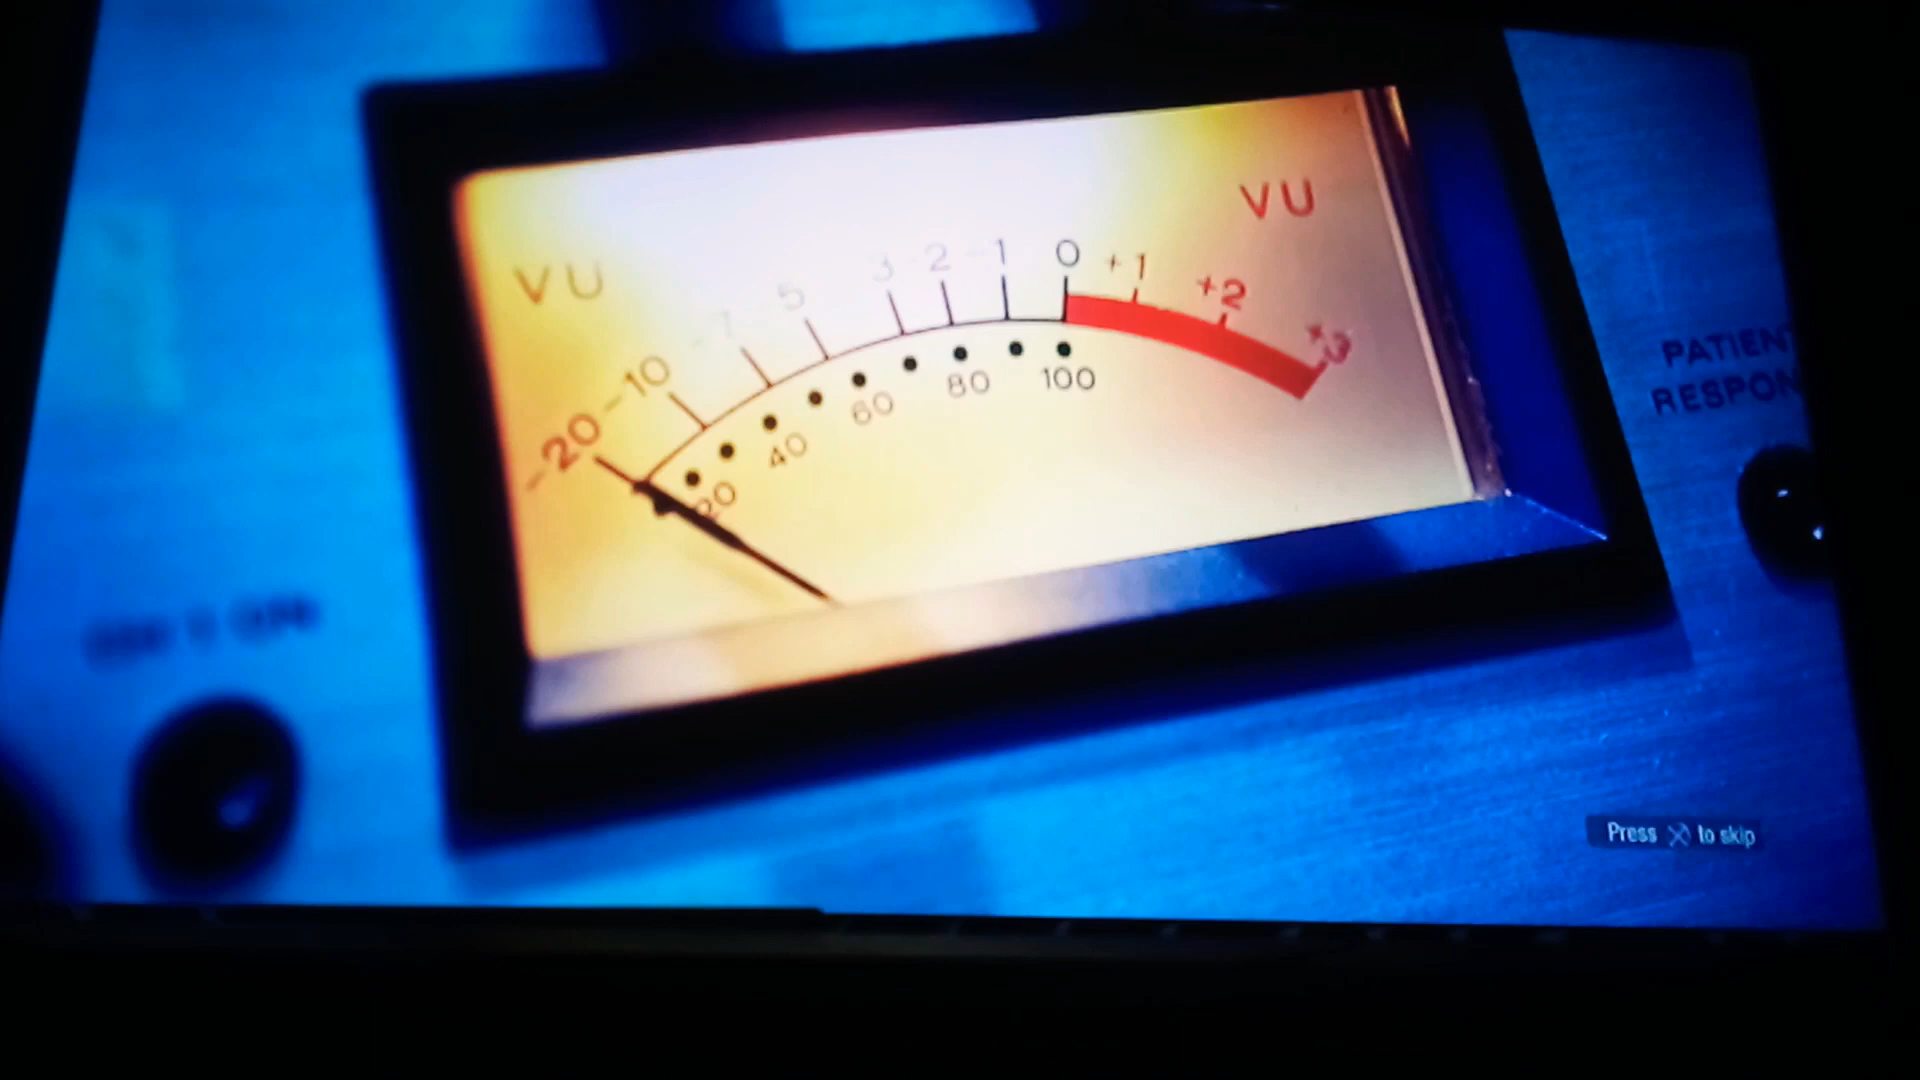 VU
VU
-20 -10 7 5 3 2 1 0 +1 +2 +3
20 40 60 80 100
PATIENT
RESPON
Press to skip